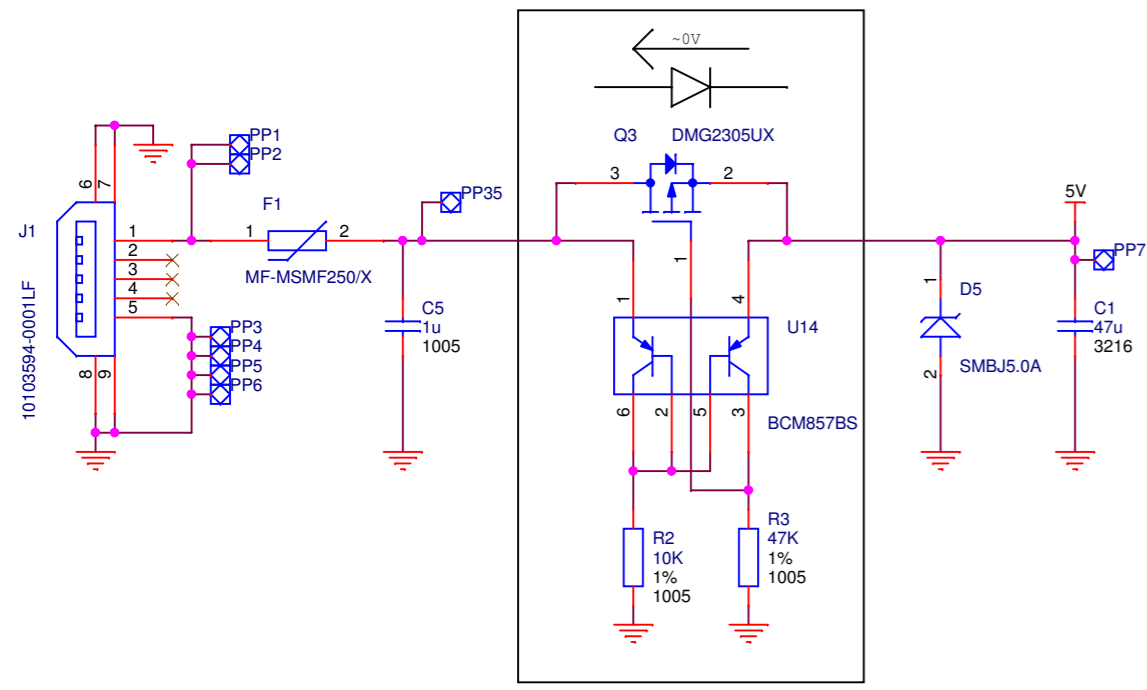 ~0V
Q3 DMG2305UX
3
2
1
PP1
PP2
6
7
J1
1
2
3
4
5
F1
1
2
MF-MSMF250/X
PP35
5V
PP7
10103594-0001LF
8
9
PP3
PP4
PP5
PP6
C5
1u
1005
1
4
U14
6
2
5
3
BCM857BS
1
D5
2
SMBJ5.0A
C1
47u
3216
R2
10K
1%
1005
R3
47K
1%
1005